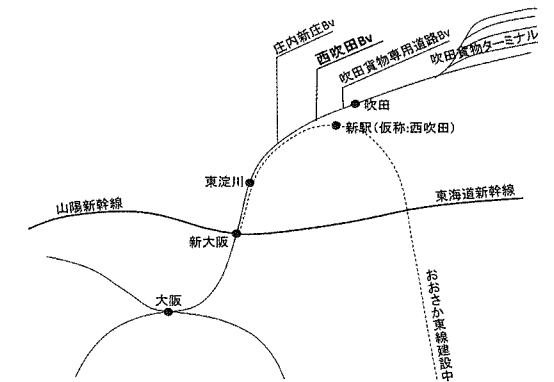 庄内新庄Bv
西吹田Bv
吹田貨物専用道路Bv
吹田貨物ターミナル
吹田
新駅(仮称:西吹田)
東淀川
山陽新幹線
東海道新幹線
新大阪
大阪
おおさか東線建設中